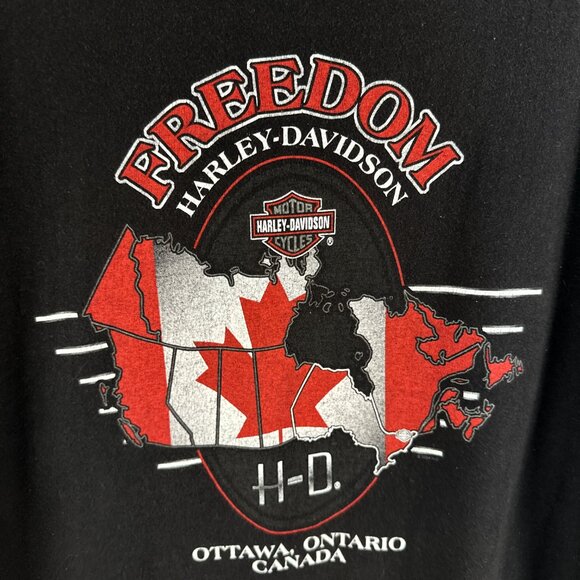 FREEDOM
HARLEY-DAVIDSON
MOTOR
HARLEY-DAVIDSON
CYCLES
®
H-D.
OTTAWA, ONTARIO
CANADA